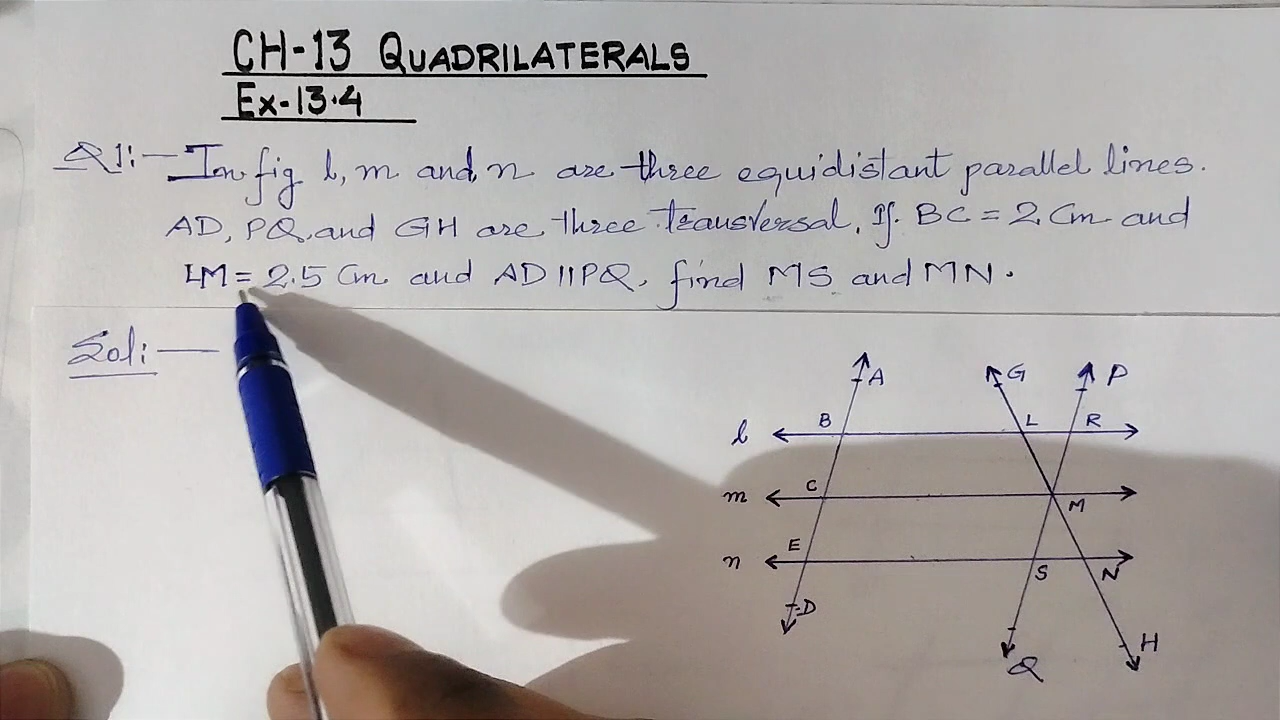 CH-13 QUADRILATERALS
Ex-13.4
Q1:- In fig l, m and n are three equidistant parallel lines.
AD, PQ and GH are three transversal. If BC = 2 Cm and
LM = 2.5 Cm and AD || PQ, find MS and MN.
Sol:-
A G P
l B L R
m C M
n E S N
D Q H